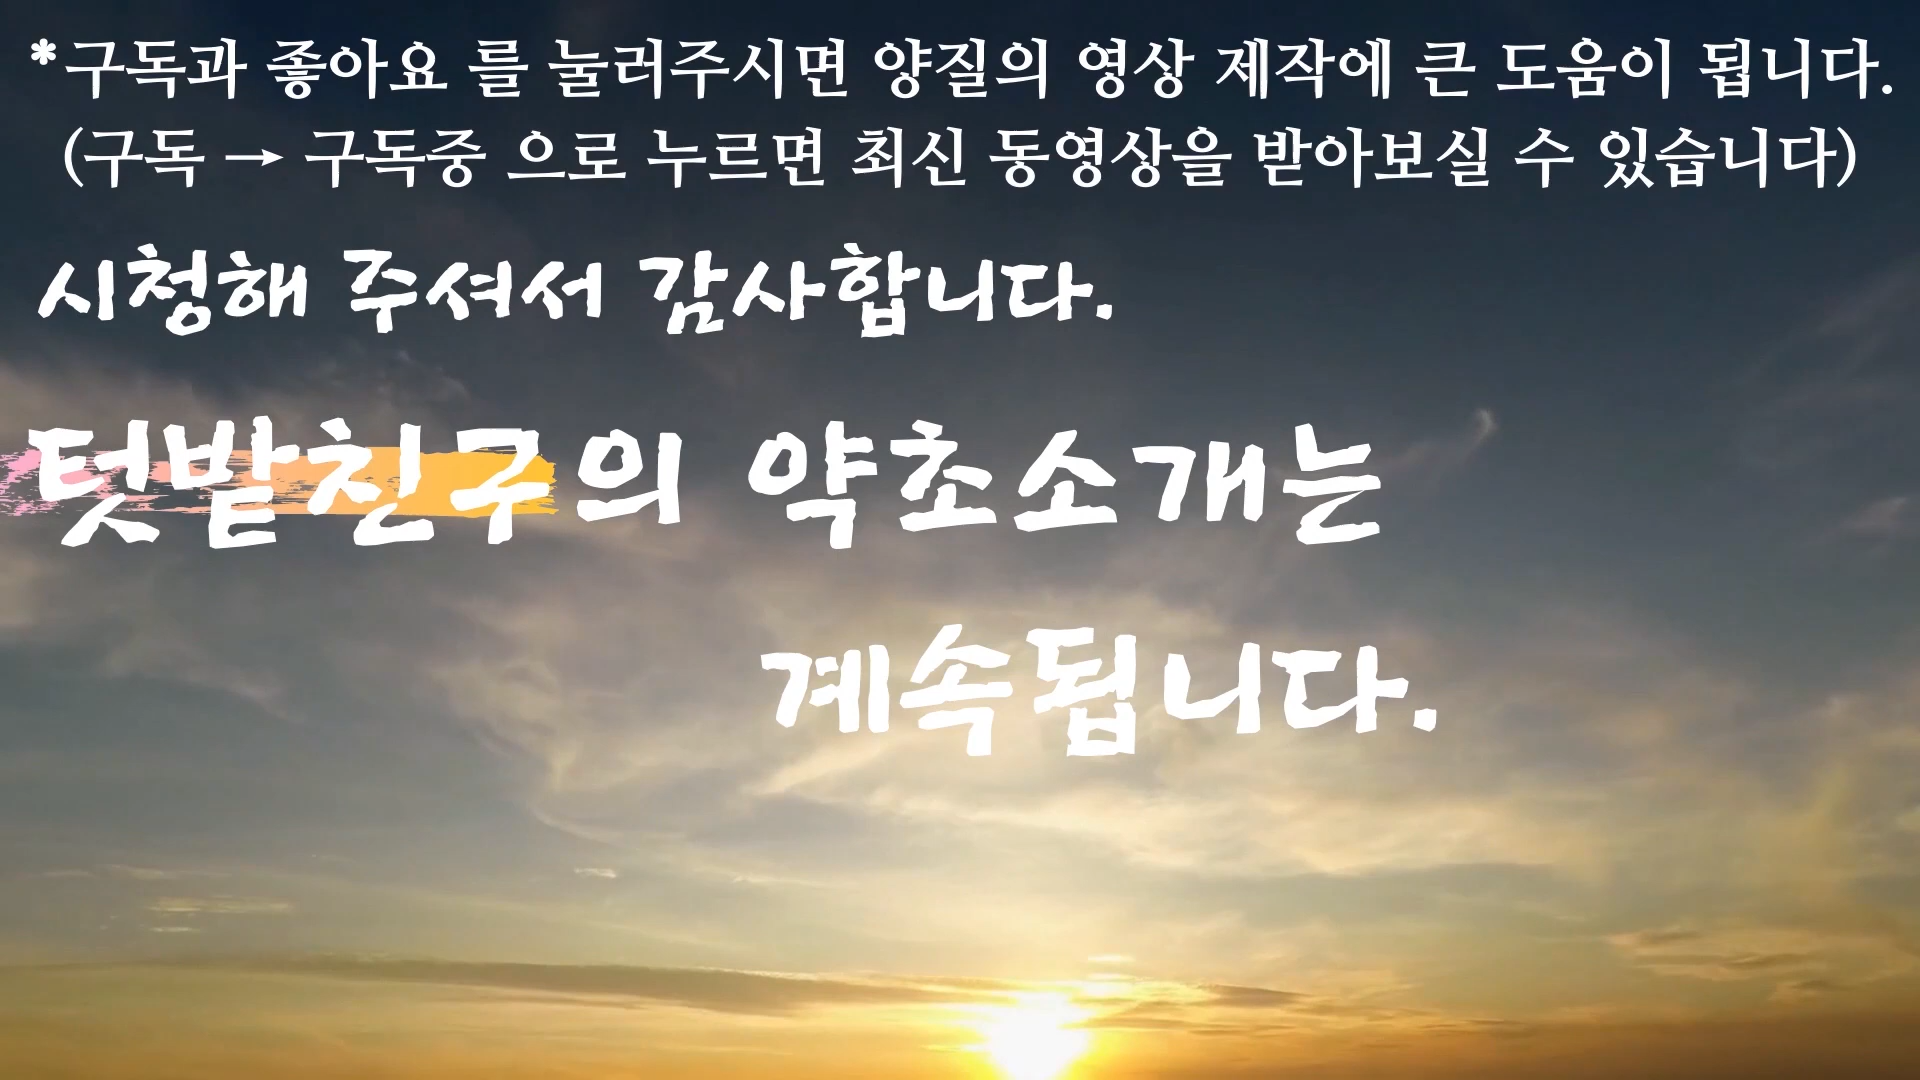 *구독과 좋아요 를 눌러주시면 양질의 영상 제작에 큰 도움이 됩니다.
(구독 → 구독중 으로 누르면 최신 동영상을 받아보실 수 있습니다)
시청해 주셔서 감사합니다.
텃밭친구의 약초소개는
계속됩니다.